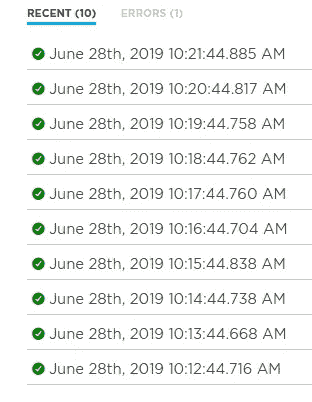 RECENT (10) ERRORS (1)
June 28th, 2019 10:21:44.885 AM
June 28th, 2019 10:20:44.817 AM
June 28th, 2019 10:19:44.758 AM
June 28th, 2019 10:18:44.762 AM
June 28th, 2019 10:17:44.760 AM
June 28th, 2019 10:16:44.704 AM
June 28th, 2019 10:15:44.838 AM
June 28th, 2019 10:14:44.738 AM
June 28th, 2019 10:13:44.668 AM
June 28th, 2019 10:12:44.716 AM